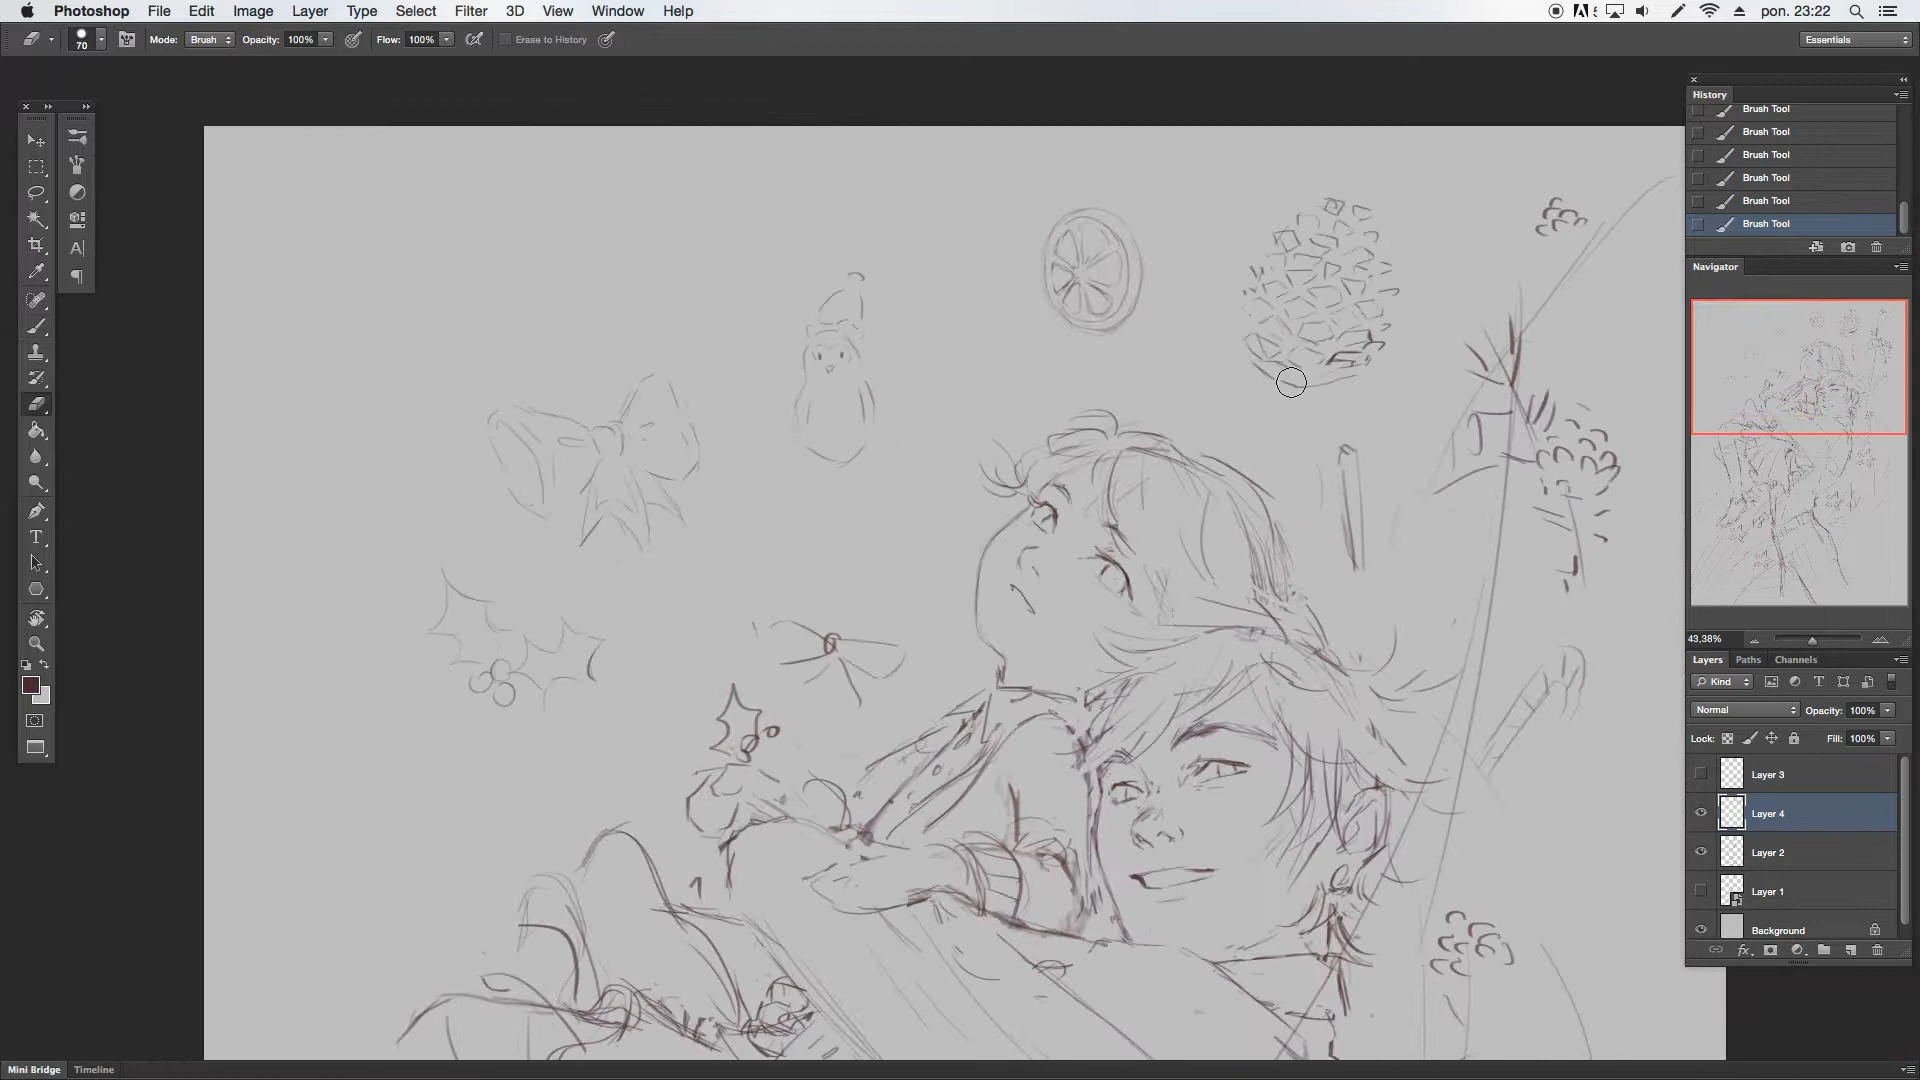 Photoshop File Edit Image Layer Type Select Filter 3D View Window Help
pon. 23:22
70 Mode: Brush Opacity: 100% Flow: 100% Erase to History
Essentials
History
Brush Tool
Brush Tool
Brush Tool
Brush Tool
Brush Tool
Brush Tool
Navigator
43,38%
Layers Paths Channels
Kind
Normal Opacity: 100%
Lock: Fill: 100%
Layer 3
Layer 4
Layer 2
Layer 1
Background
Mini Bridge Timeline